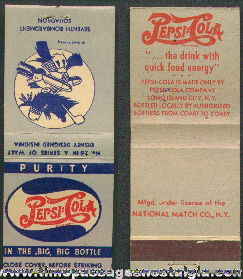 SEVENTH BOMBARDMENT
SQUADRON
No. 26 IN A SERIES OF WALT
DISNEY DESIGNED INSIGNIA
PURITY
PEPSI-COLA
IN THE BIG, BIG BOTTLE
CLOSE COVER BEFORE STRIKING
PEPSI-COLA
"... the drink with
quick food energy"
PEPSI-COLA IS MADE ONLY BY
PEPSI-COLA COMPANY
LONG ISLAND CITY, N.Y.
BOTTLED LOCALLY BY AUTHORIZED
BOTTLERS FROM COAST TO COAST
Mfgd. under license of the
NATIONAL MATCH CO., N.Y.